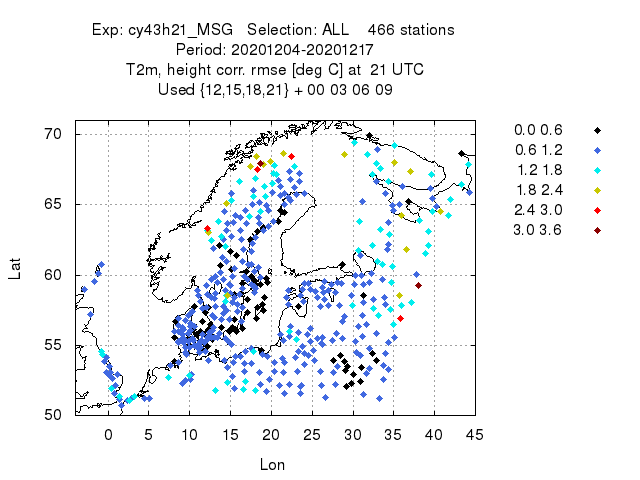 Exp: cy43h21_MSG   Selection: ALL    466 stations
Period: 20201204-20201217
T2m, height corr. rmse [deg C] at  21 UTC
Used {12,15,18,21} + 00 03 06 09
70
65
60
55
50
Lat
0 5 10 15 20 25 30 35 40 45
Lon
0.0 0.6
0.6 1.2
1.2 1.8
1.8 2.4
2.4 3.0
3.0 3.6